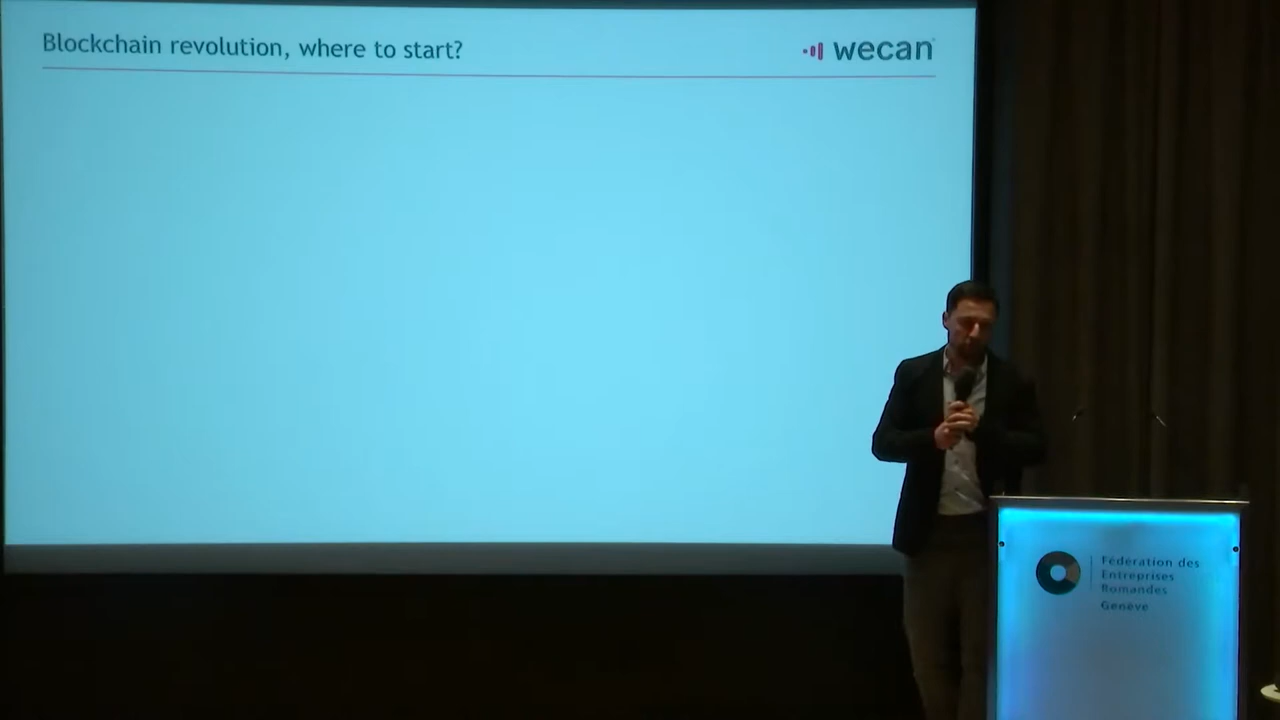 Blockchain revolution, where to start?
wecan
Fédération des
Entreprises
Romandes
Genève